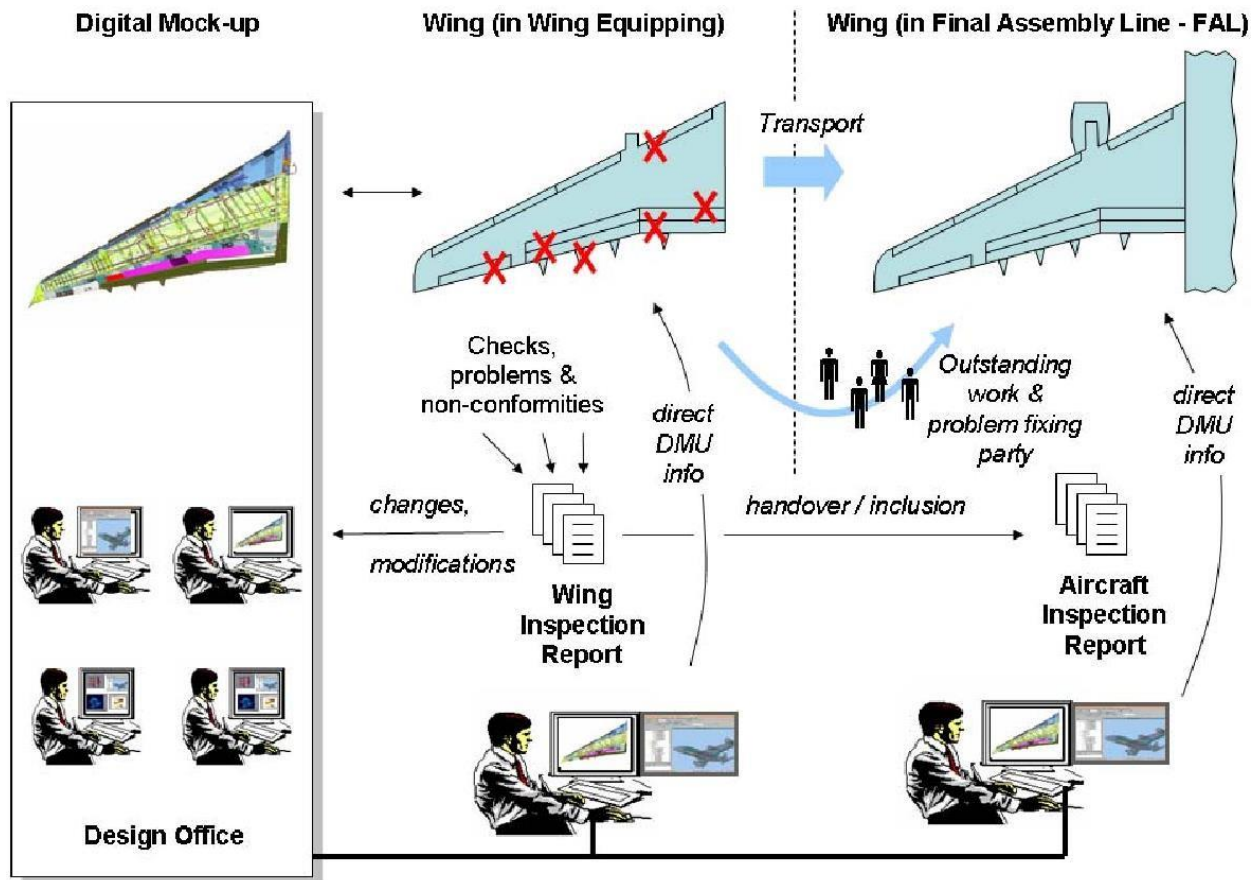 Digital Mock-up
Wing (in Wing Equipping)
Wing (in Final Assembly Line - FAL)
Transport
Checks,
problems &
non-conformities
direct
DMU
info
Outstanding
work &
problem fixing
party
direct
DMU
info
changes,
modifications
handover / inclusion
Wing
Inspection
Report
Aircraft
Inspection
Report
Design Office